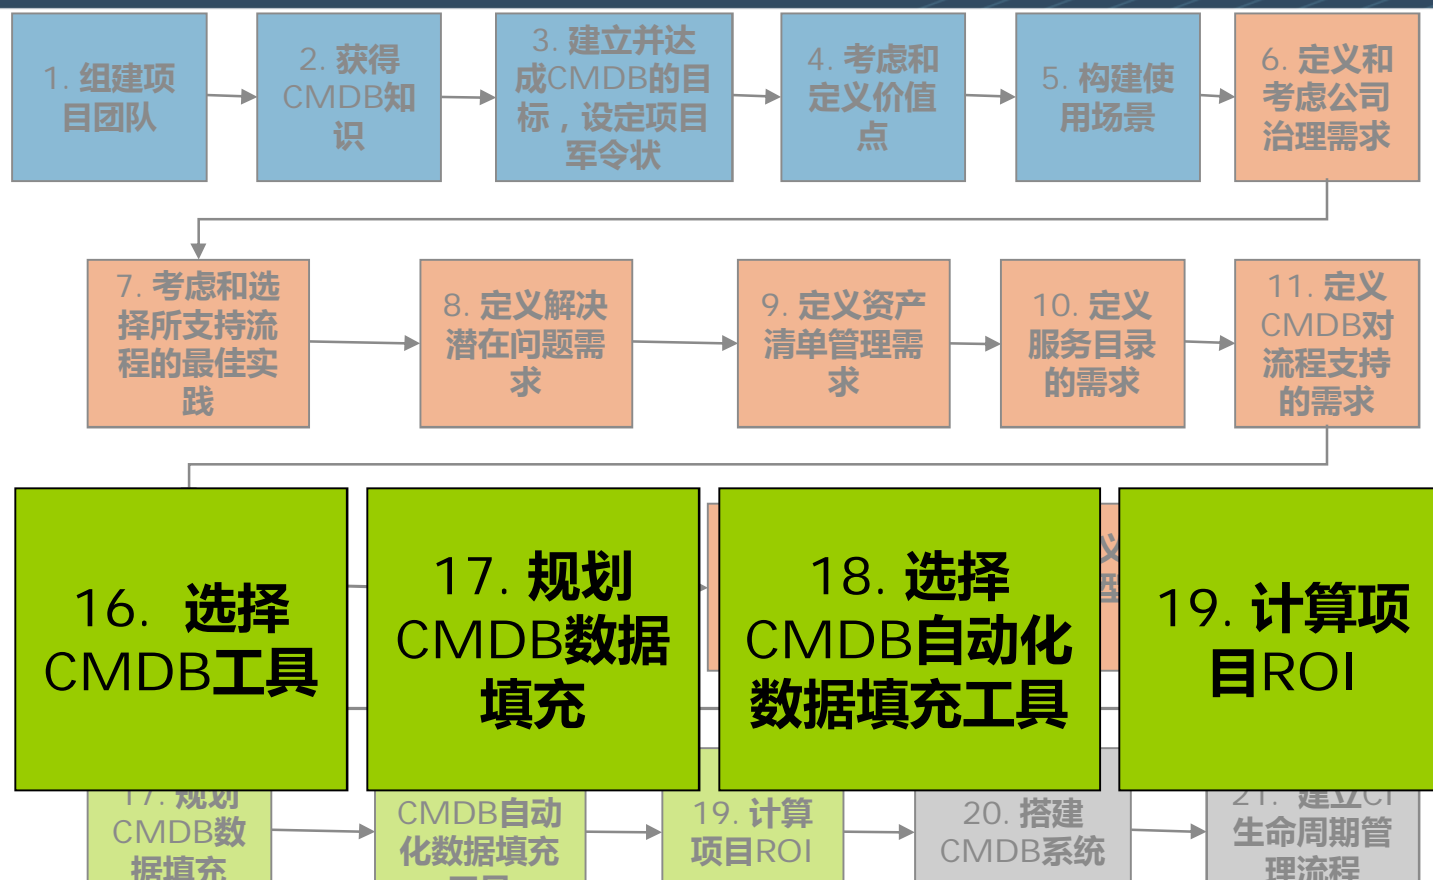 1. 组建项
目团队
2. 获得
CMDB知
识
3. 建立并达
成CMDB的目
标，设定项目
军令状
4. 考虑和
定义价值
点
5. 构建使
用场景
6. 定义和
考虑公司
治理需求
7. 考虑和选
择所支持流
程的最佳实
践
8. 定义解决
潜在问题需
求
9. 定义资产
清单管理需
求
10. 定义
服务目录
的需求
11. 定义
CMDB对
流程支持
的需求
16. 选择
CMDB工具
17. 规划
CMDB数据
填充
18. 选择
CMDB自动化
数据填充工具
19. 计算项
目ROI
17. 规划
CMDB数
据填充
CMDB自动
化数据填充
19. 计算
项目ROI
20. 搭建
CMDB系统
21. 建立CI
生命周期管
理流程